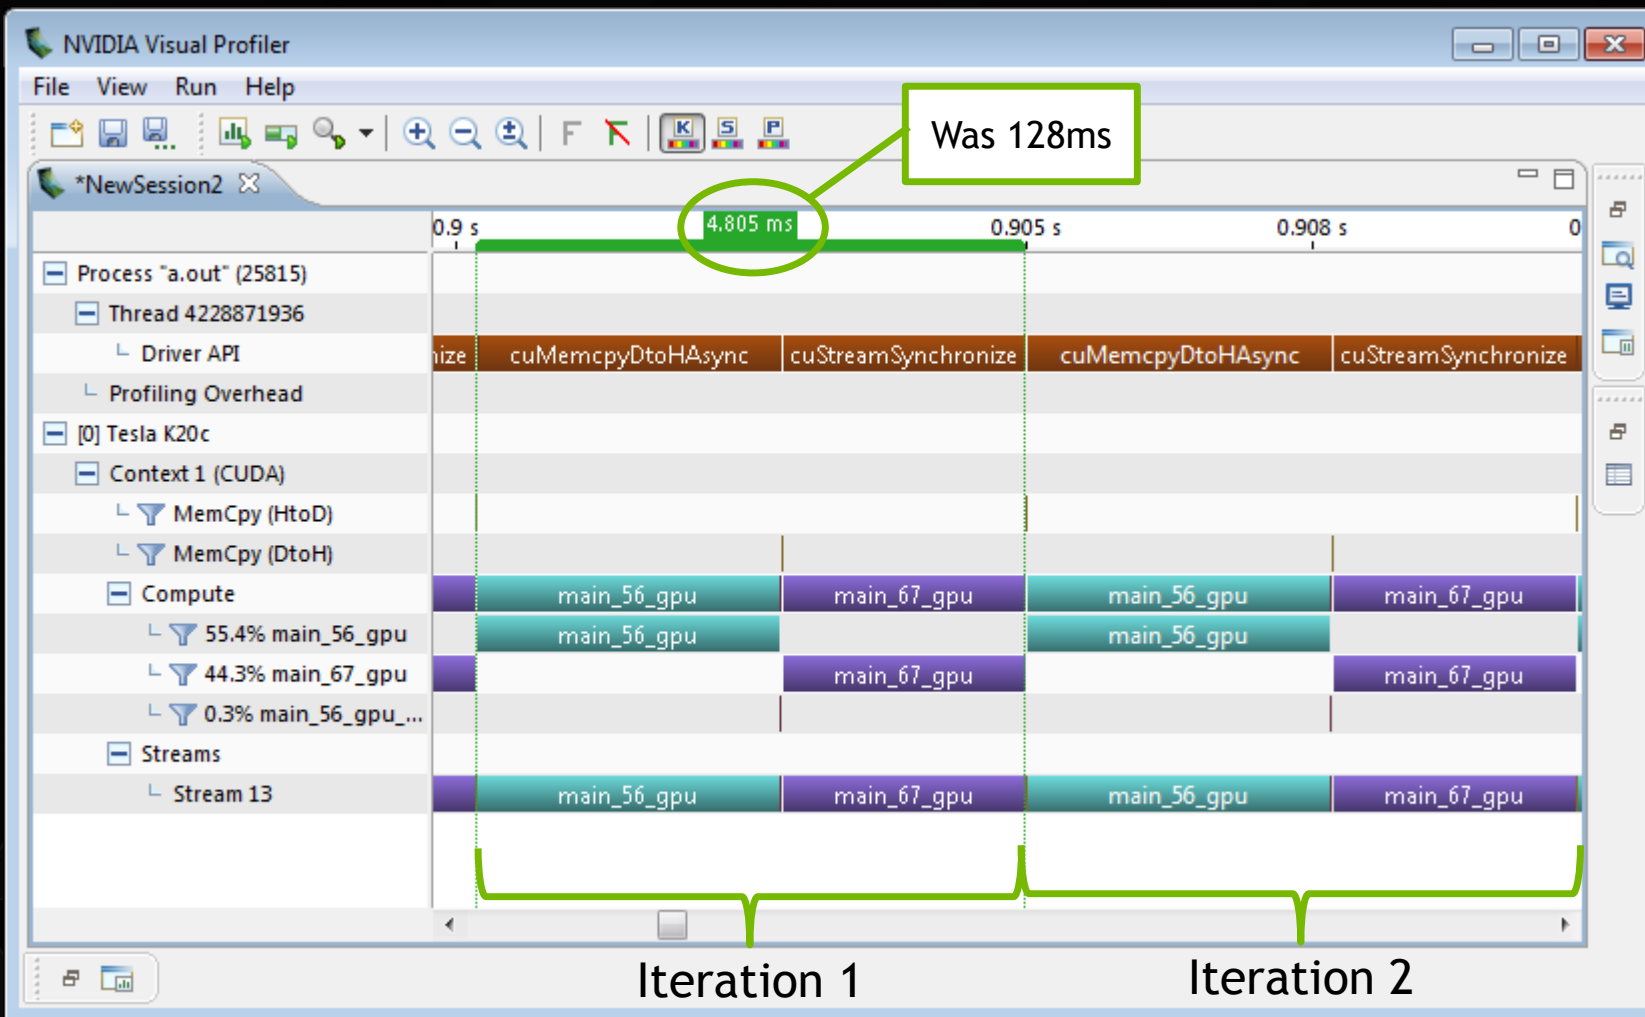 NVIDIA Visual Profiler
File View Run Help
Was 128ms
F K S P
*NewSession2
0.9 s 4.805 ms 0.905 s 0.908 s 0
Process "a.out" (25815)
Thread 4228871936
Driver API nize cuMemcpyDtoHAsync cuStreamSynchronize cuMemcpyDtoHAsync cuStreamSynchronize
Profiling Overhead
[0] Tesla K20c
Context 1 (CUDA)
MemCpy (HtoD)
MemCpy (DtoH)
Compute main_56_gpu main_67_gpu main_56_gpu main_67_gpu
55.4% main_56_gpu main_56_gpu main_56_gpu
44.3% main_67_gpu main_67_gpu main_67_gpu
0.3% main_56_gpu_...
Streams
Stream 13 main_56_gpu main_67_gpu main_56_gpu main_67_gpu
Iteration 1 Iteration 2